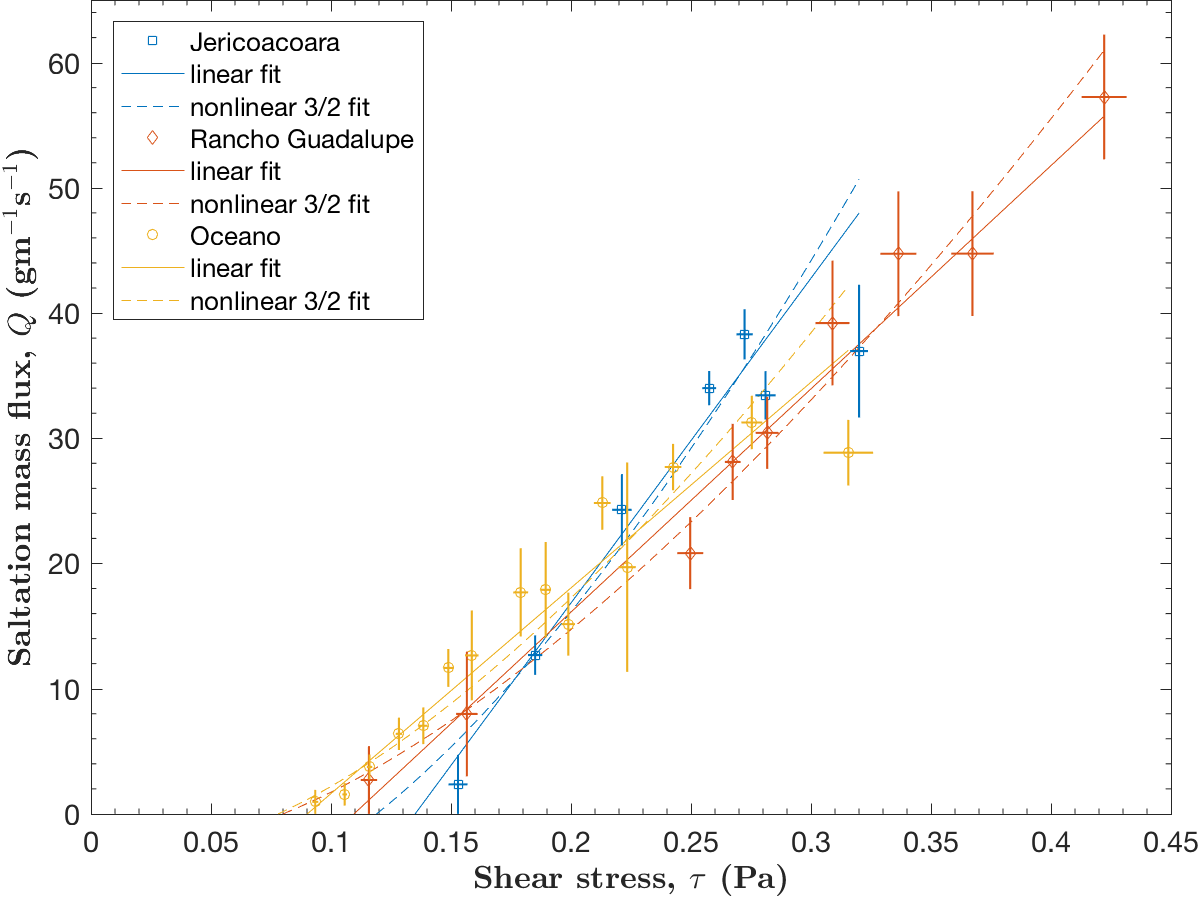 Jericoacoara
linear fit
nonlinear 3/2 fit
Rancho Guadalupe
linear fit
nonlinear 3/2 fit
Oceano
linear fit
nonlinear 3/2 fit
60
50
40
30
20
10
0
Saltation mass flux, Q (gm⁻¹s⁻¹)
0 0.05 0.1 0.15 0.2 0.25 0.3 0.35 0.4 0.45
Shear stress, τ (Pa)